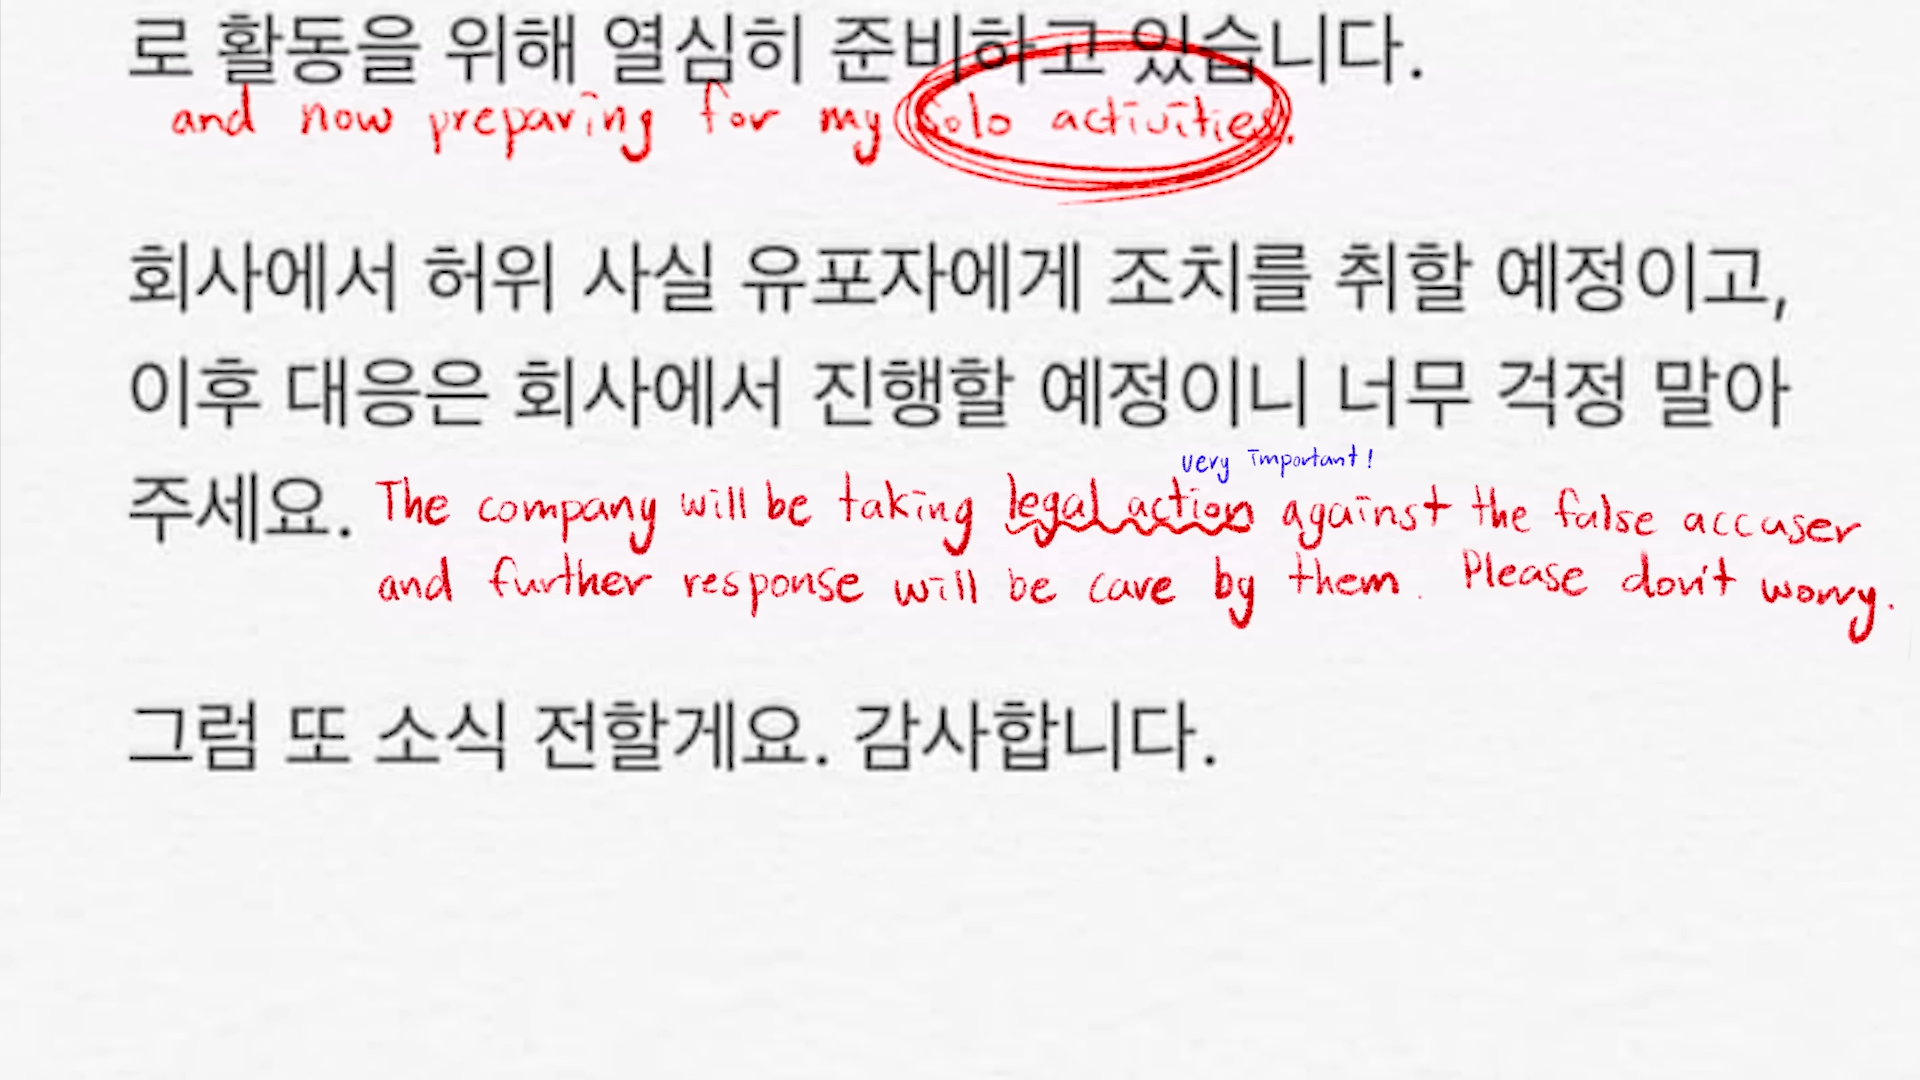 로 활동을 위해 열심히 준비하고 있습니다.
and now preparing for my solo activities.
회사에서 허위 사실 유포자에게 조치를 취할 예정이고,
이후 대응은 회사에서 진행할 예정이니 너무 걱정 말아
very important!
주세요. The company will be taking legal action against the false accuser
and further response will be care by them. Please don't worry.
그럼 또 소식 전할게요. 감사합니다.